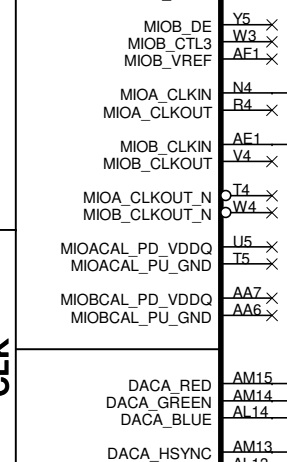 MIOB_DE Y5
MIOB_CTL3 W3
MIOB_VREF AF1
MIOA_CLKIN N4
MIOA_CLKOUT R4
MIOB_CLKIN AE1
MIOB_CLKOUT V4
MIOA_CLKOUT_N T4
MIOB_CLKOUT_N W4
MIOACAL_PD_VDDQ U5
MIOACAL_PU_GND T5
MIOBCAL_PD_VDDQ AA7
MIOBCAL_PU_GND AA6
CLK
DACA_RED AM15
DACA_GREEN AM14
DACA_BLUE AL14
DACA_HSYNC AM13